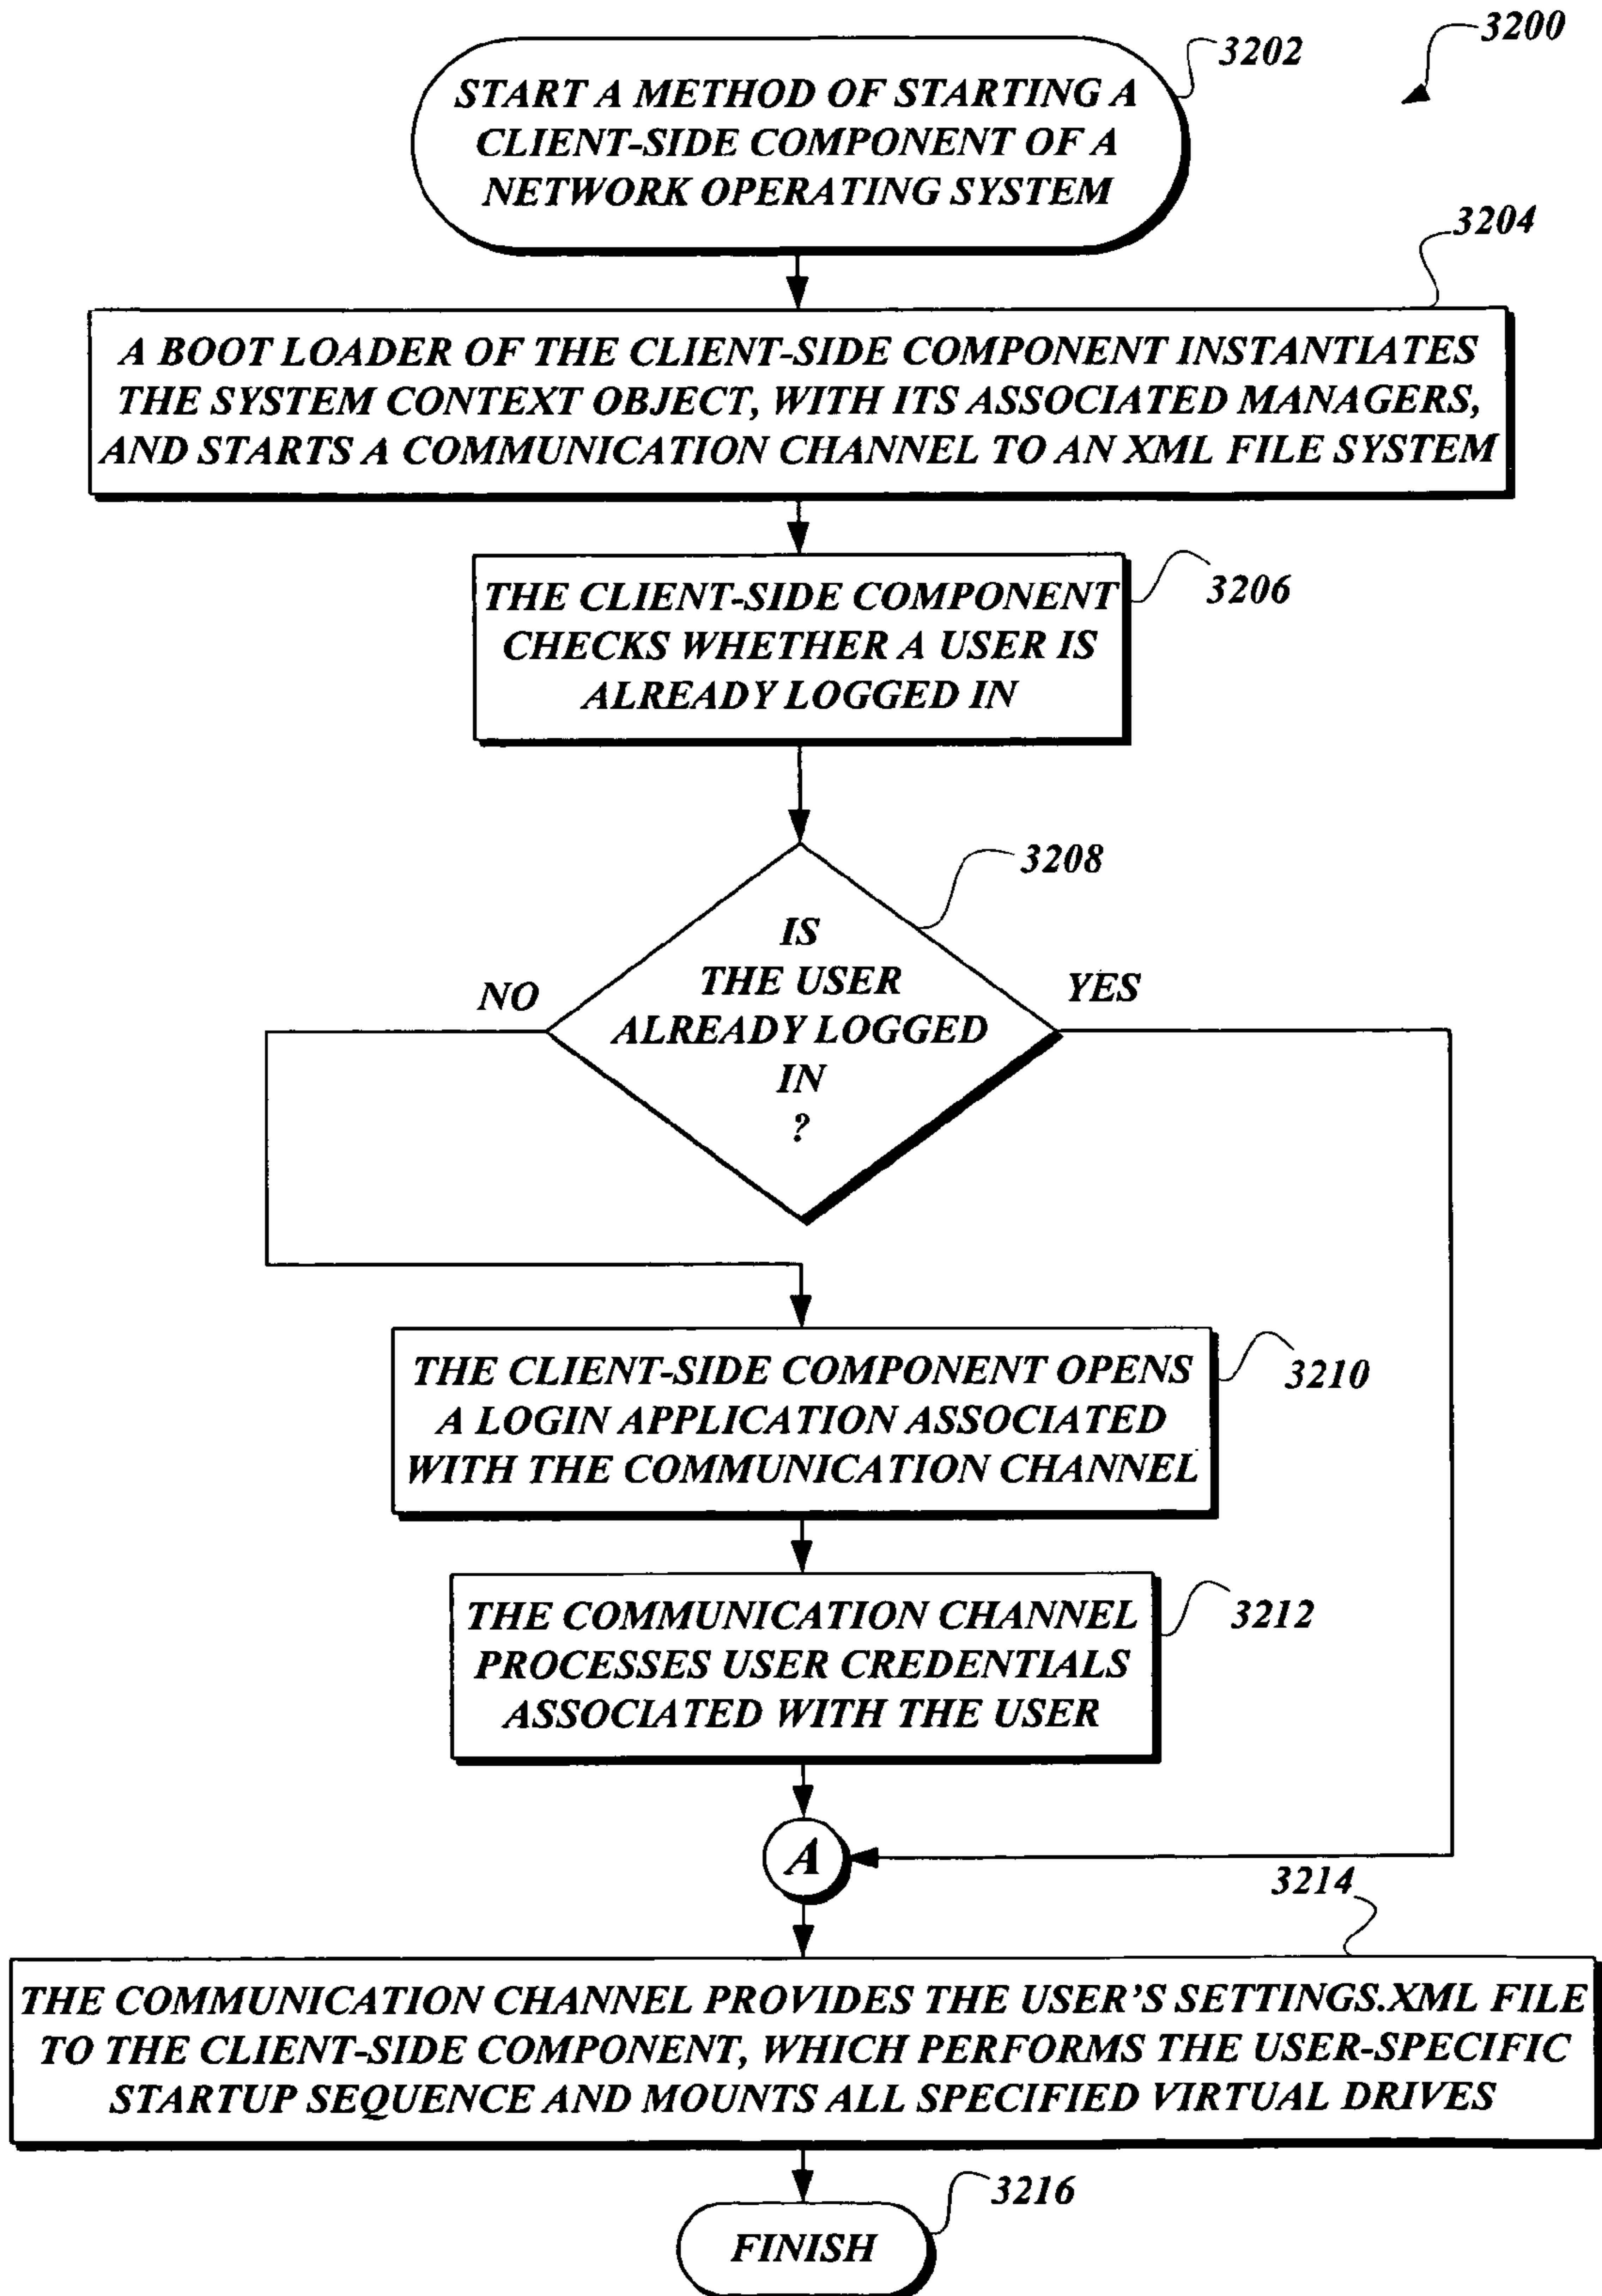 3200
3202
START A METHOD OF STARTING A
CLIENT-SIDE COMPONENT OF A
NETWORK OPERATING SYSTEM
3204
A BOOT LOADER OF THE CLIENT-SIDE COMPONENT INSTANTIATES
THE SYSTEM CONTEXT OBJECT, WITH ITS ASSOCIATED MANAGERS,
AND STARTS A COMMUNICATION CHANNEL TO AN XML FILE SYSTEM
3206
THE CLIENT-SIDE COMPONENT
CHECKS WHETHER A USER IS
ALREADY LOGGED IN
3208
IS
THE USER
ALREADY LOGGED
IN
?
NO
YES
3210
THE CLIENT-SIDE COMPONENT OPENS
A LOGIN APPLICATION ASSOCIATED
WITH THE COMMUNICATION CHANNEL
3212
THE COMMUNICATION CHANNEL
PROCESSES USER CREDENTIALS
ASSOCIATED WITH THE USER
A
3214
THE COMMUNICATION CHANNEL PROVIDES THE USER'S SETTINGS.XML FILE
TO THE CLIENT-SIDE COMPONENT, WHICH PERFORMS THE USER-SPECIFIC
STARTUP SEQUENCE AND MOUNTS ALL SPECIFIED VIRTUAL DRIVES
3216
FINISH